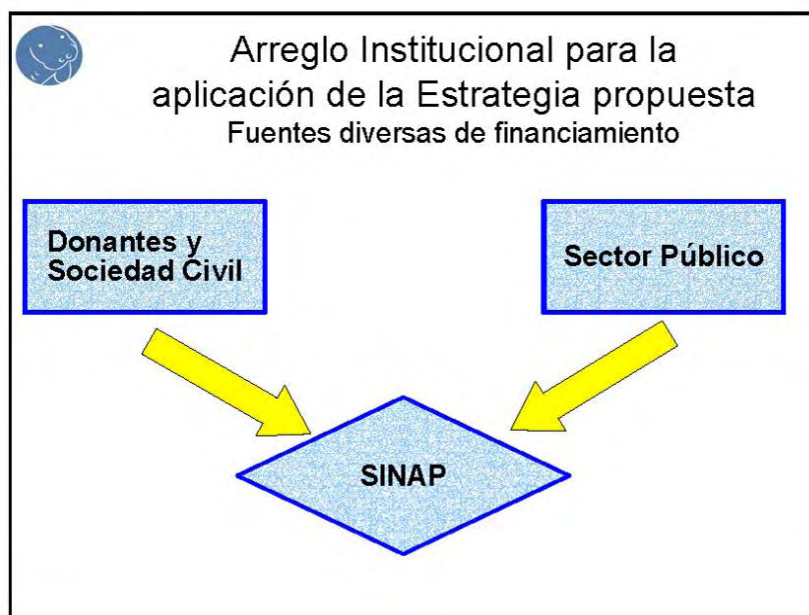 Arreglo Institucional para la
aplicación de la Estrategia propuesta
Fuentes diversas de financiamiento
Donantes y
Sociedad Civil
Sector Público
SINAP